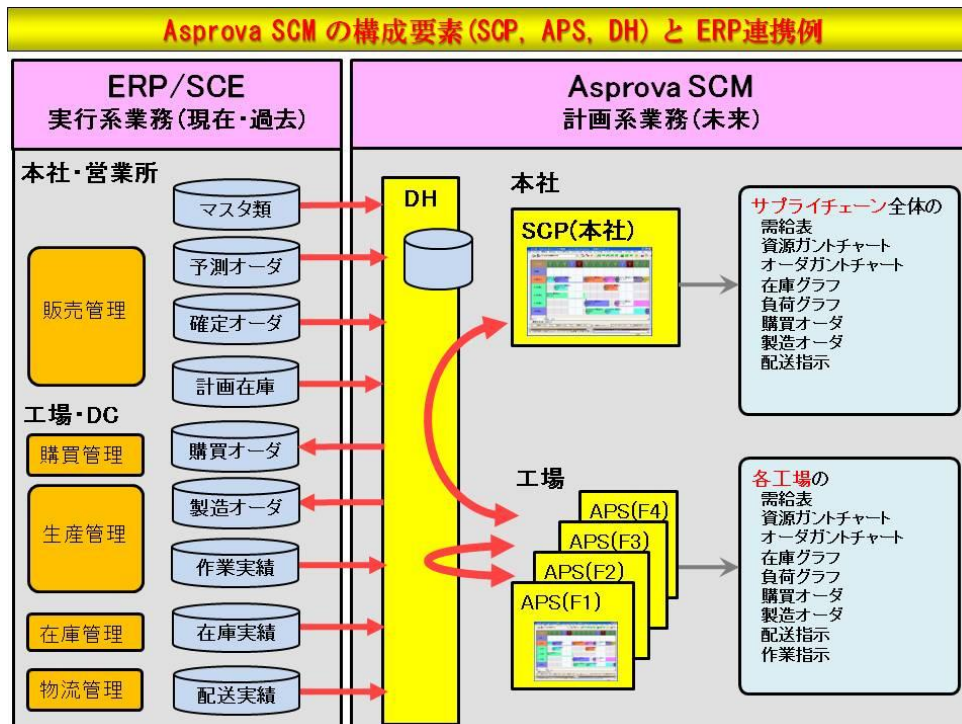 Asprova SCM の構成要素(SCP, APS, DH) と ERP連携例
ERP/SCE
実行系業務(現在・過去)
本社・営業所
マスタ類
予測オーダ
販売管理
確定オーダ
計画在庫
工場・DC
購買管理
購買オーダ
生産管理
製造オーダ
作業実績
在庫管理
在庫実績
物流管理
配送実績
Asprova SCM
計画系業務(未来)
DH
本社
SCP(本社)
サプライチェーン全体の
需給表
資源ガントチャート
オーダガントチャート
在庫グラフ
負荷グラフ
購買オーダ
製造オーダ
配送指示
工場
APS(F4)
APS(F3)
APS(F2)
APS(F1)
各工場の
需給表
資源ガントチャート
オーダガントチャート
在庫グラフ
負荷グラフ
購買オーダ
製造オーダ
配送指示
作業指示